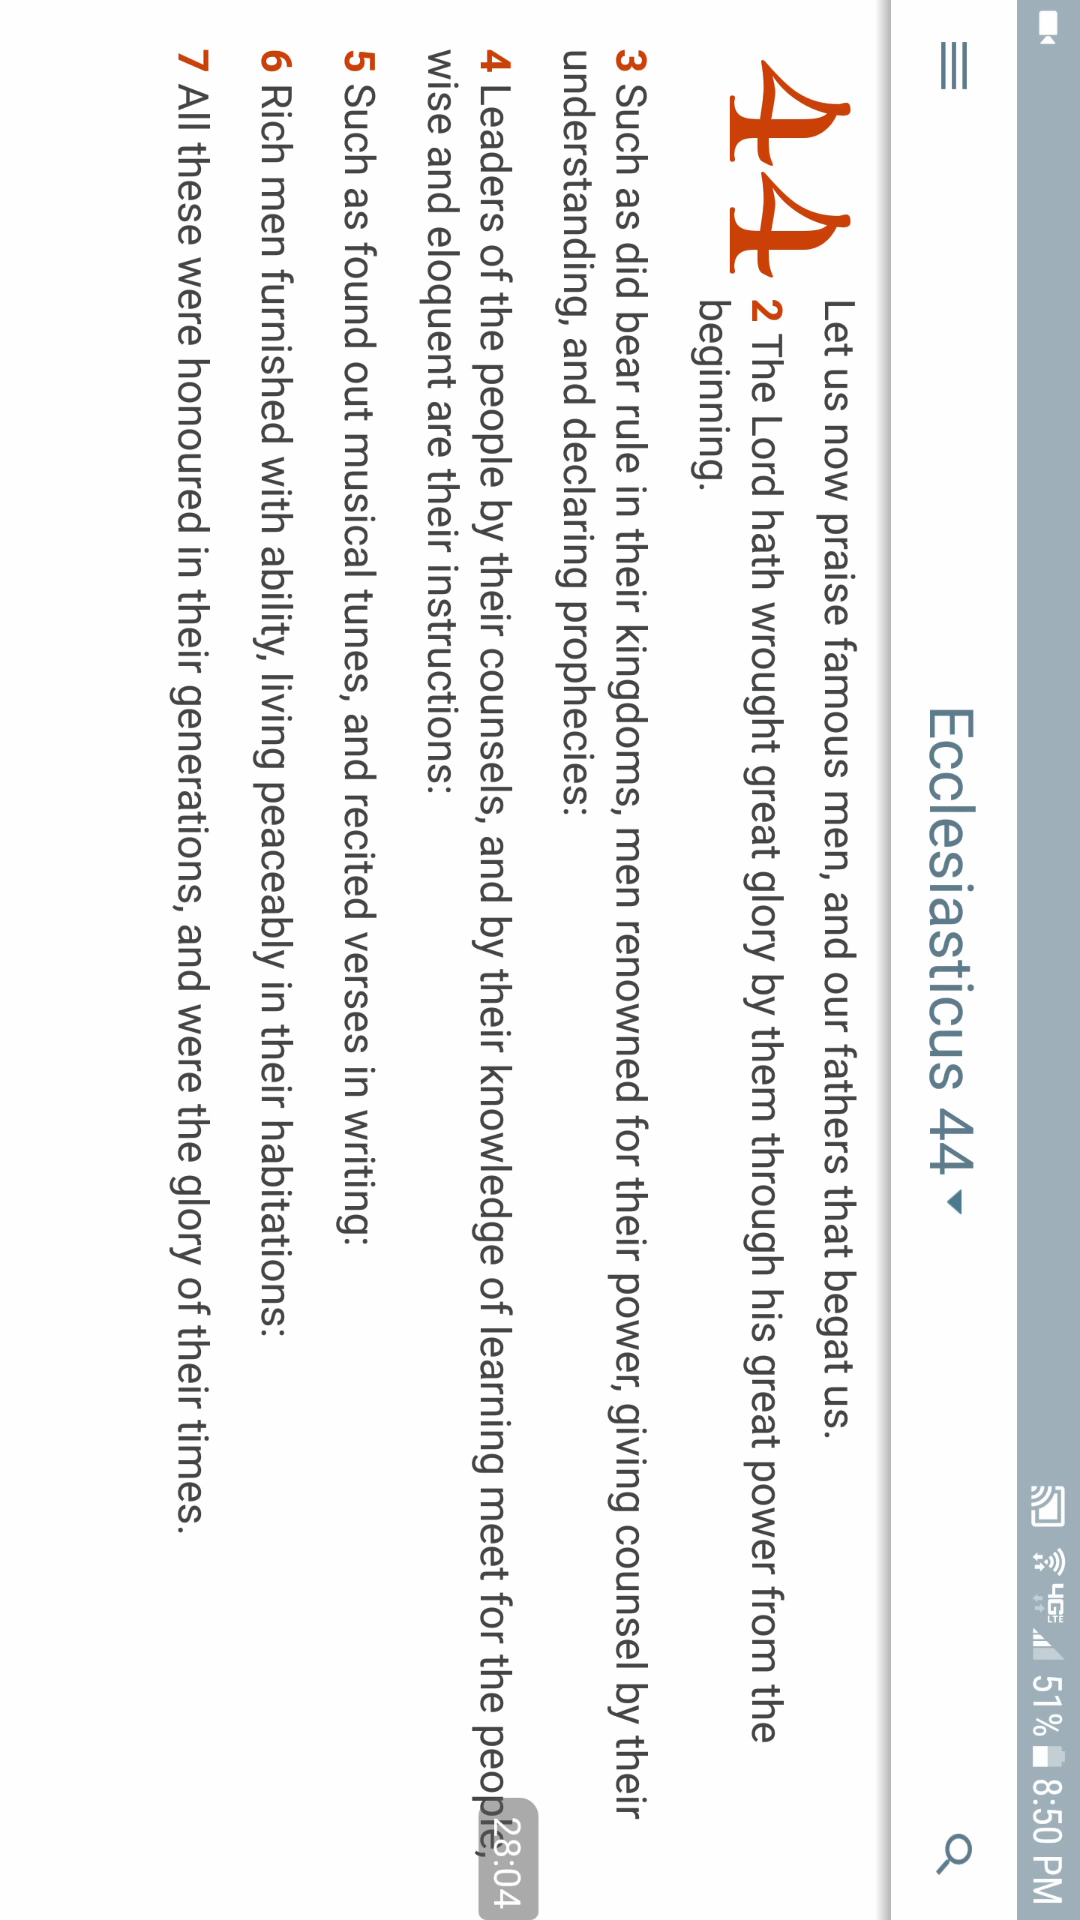 4G LTE 51% 8:50 PM
Ecclesiasticus 44
44
Let us now praise famous men, and our fathers that begat us.
2 The Lord hath wrought great glory by them through his great power from the
beginning.
3 Such as did bear rule in their kingdoms, men renowned for their power, giving counsel by their
understanding, and declaring prophecies:
4 Leaders of the people by their counsels, and by their knowledge of learning meet for the people,
28:04
wise and eloquent are their instructions:
5 Such as found out musical tunes, and recited verses in writing:
6 Rich men furnished with ability, living peaceably in their habitations:
7 All these were honoured in their generations, and were the glory of their times.